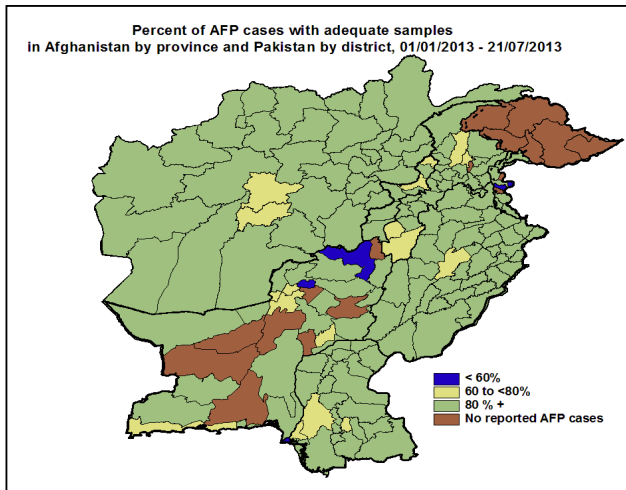 Percent of AFP cases with adequate samples
in Afghanistan by province and Pakistan by district, 01/01/2013 - 21/07/2013
< 60%
60 to <80%
80 % +
No reported AFP cases